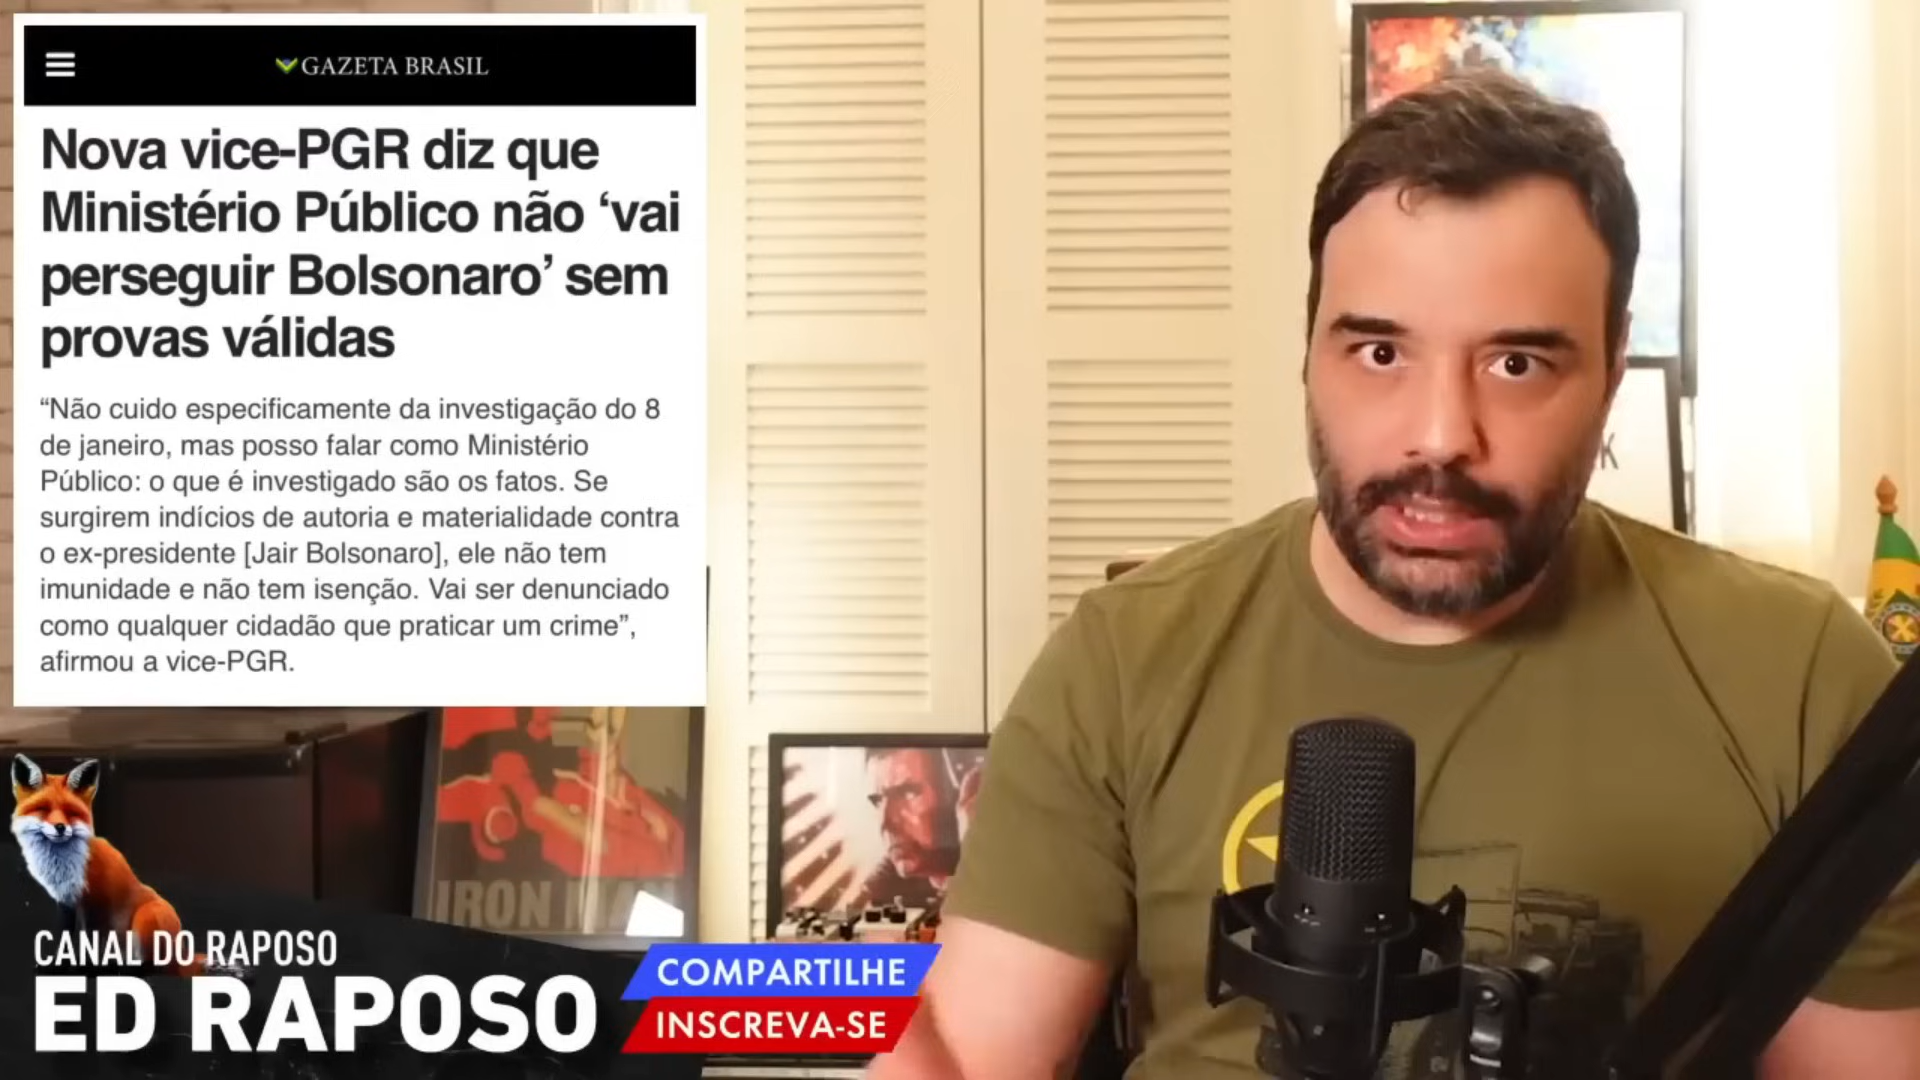 GAZETA BRASIL
Nova vice-PGR diz que
Ministério Público não ‘vai
perseguir Bolsonaro’ sem
provas válidas
“Não cuido especificamente da investigação do 8
de janeiro, mas posso falar como Ministério
Público: o que é investigado são os fatos. Se
surgirem indícios de autoria e materialidade contra
o ex-presidente [Jair Bolsonaro], ele não tem
imunidade e não tem isenção. Vai ser denunciado
como qualquer cidadão que praticar um crime”,
afirmou a vice-PGR.
K
IRON MAN
CANAL DO RAPOSO
ED RAPOSO
COMPARTILHE
INSCREVA-SE